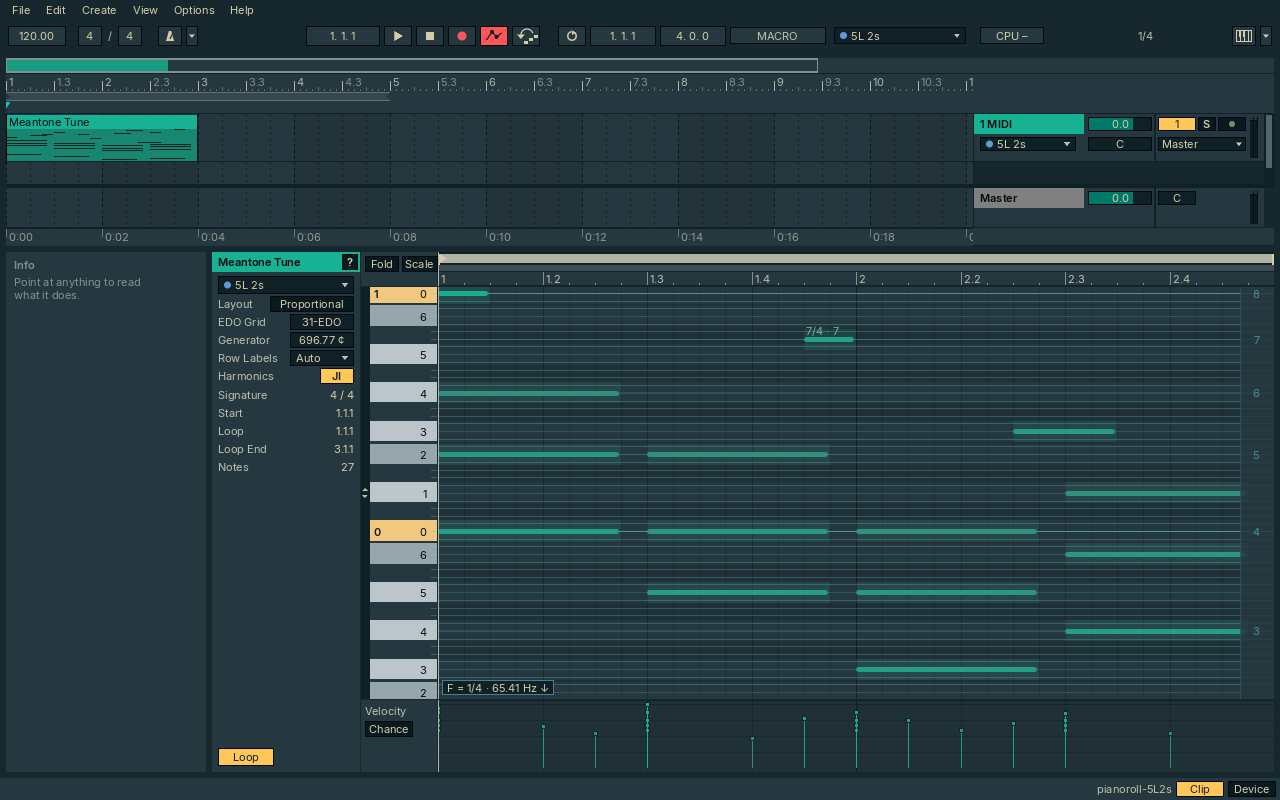 File Edit Create View Options Help
120.00 4 / 4 1. 1. 1 1. 1. 1 4. 0. 0 MACRO 5L 2s CPU – 1/4
1 1.3 2 2.3 3 3.3 4 4.3 5 5.3 6 6.3 7 7.3 8 8.3 9 9.3 10 10.3
Meantone Tune
1 MIDI 0.0 1 S
5L 2s C Master
Master 0.0 C
0:00 0:02 0:04 0:06 0:08 0:10 0:12 0:14 0:16 0:18
Info
Point at anything to read
what it does.
Meantone Tune ?
5L 2s
Layout Proportional
EDO Grid 31-EDO
Generator 696.77 ¢
Row Labels Auto
Harmonics JI
Signature 4 / 4
Start 1.1.1
Loop 1.1.1
Loop End 3.1.1
Notes 27
Loop
Fold Scale
1 1.2 1.3 1.4 2 2.2 2.3 2.4
1 0 8
6
7/4 · 7
7
5
4 6
3
2 5
1
0 0 4
6
5
4 3
3
F = 1/4 · 65.41 Hz ↓
2
Velocity
Chance
pianoroll-5L2s Clip Device